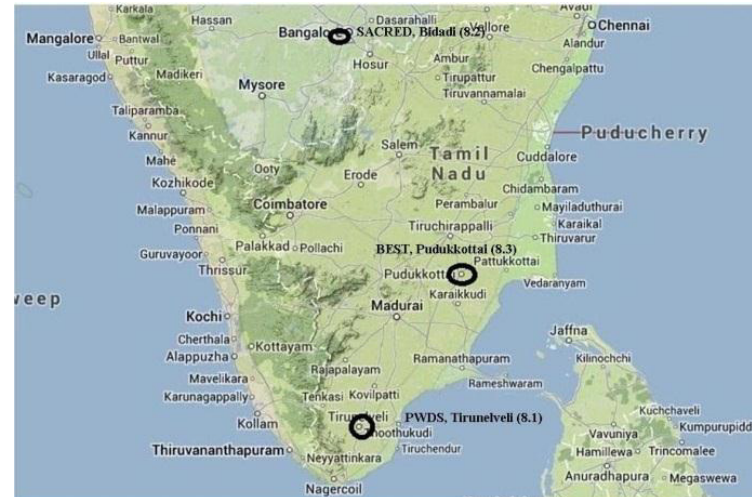 Karkala
Hassan
Dasarahalli
Avadi
Mangalore
Bantwal
Bangalo
SACRED, Bidadi (8.2)
Vellore
Chennai
Ullal
Puttur
Hosur
Ambur
Alandur
Kasaragod
Madikeri
Mysore
Tirupattur
Chengalpattu
Tiruvannamalai
Taliparamba
Kannur
Puducherry
Mahe
Ooty
Salem
Tamil
Nadu
Cuddalore
Kozhikode
Erode
Chidambaram
Malappuram
Coimbatore
Perambalur
Mayiladuthurai
Ponnani
Tiruchirappalli
Karaikal
Palakkad
Pollachi
Thiruvarur
Guruvayoor
Thrissur
BEST, Pudukkottai (8.3)
Pattukkottai
Pudukkottai
Vedaranyam
weep
Karaikkudi
Kochi
Madurai
Jaffna
Cherthala
Kottayam
Alappuzha
Ramanathapuram
Kilinochchi
Mavelikara
Rajapalayam
Rameshwaram
Karunagappally
Tenkasi
Kovilpatti
Kollam
Tirunelveli
PWDS, Tirunelveli (8.1)
Kuchchaveli
Thoothukudi
Vavuniya
Kumpurupidd
Thiruvananthapuram
Tiruchendur
Hamillewa
Trincomalee
Neyyattinkara
Anuradhapura
Megaswewa
Nagercoil